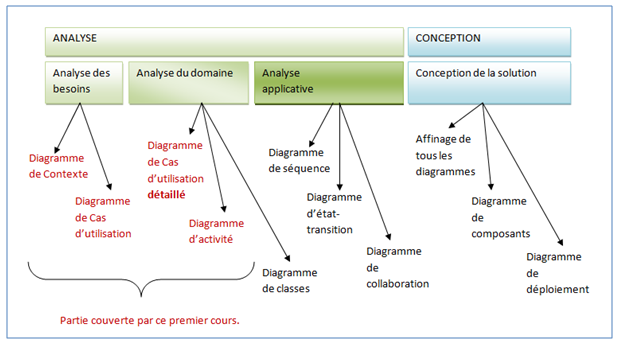 ANALYSE
CONCEPTION
Analyse des
besoins
Analyse du domaine
Analyse
applicative
Conception de la solution
Diagramme
de Contexte
Diagramme
de Cas
d'utilisation
Diagramme
de Cas
d'utilisation
détaillé
Diagramme
d'activité
Diagramme
de classes
Diagramme
de séquence
Diagramme
d'état-
transition
Diagramme
de
collaboration
Affinage de
tous les
diagrammes
Diagramme
de
composants
Diagramme
de
déploiement
Partie couverte par ce premier cours.